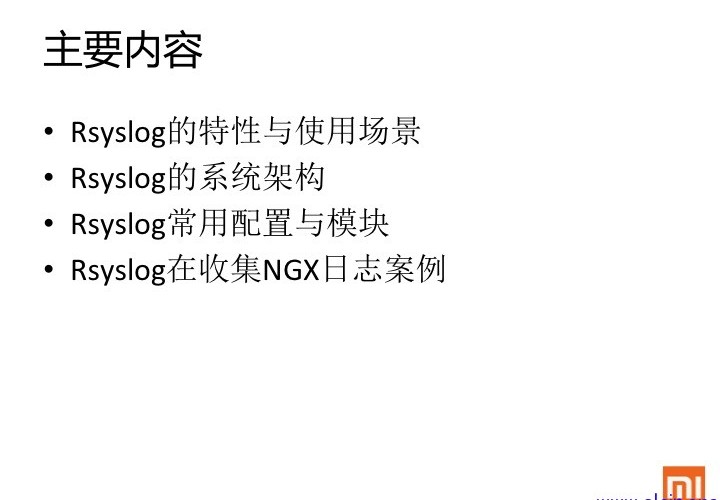 主要内容
• Rsyslog的特性与使用场景
• Rsyslog的系统架构
• Rsyslog常用配置与模块
• Rsyslog在收集NGX日志案例